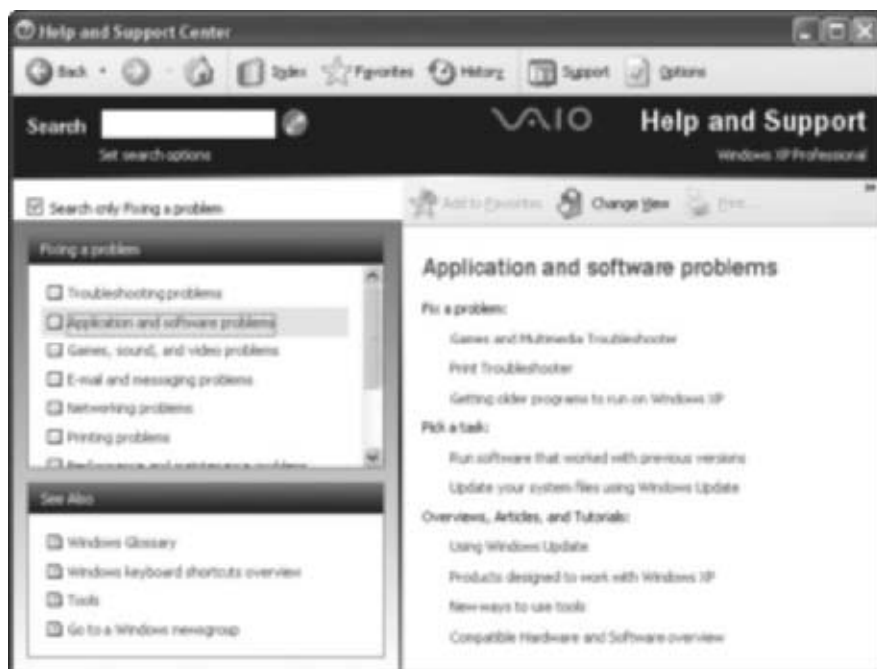 Help and Support Center
Back
Index
Favorites
History
Support
Options
Search
Set search options
VAIO
Help and Support
Windows XP Professional
Search only Fixing a problem
Add to Favorites
Change View
Print...
Fixing a problem
Troubleshooting problems
Application and software problems
Games, sound, and video problems
E-mail and messaging problems
Networking problems
Printing problems
Performance and maintenance problems
See Also
Windows Glossary
Windows keyboard shortcuts overview
Tools
Go to a Windows newsgroup
Application and software problems
Fix a problem:
Games and Multimedia Troubleshooter
Print Troubleshooter
Getting older programs to run on Windows XP
Pick a task:
Run software that worked with previous versions
Update your system files using Windows Update
Overviews, Articles, and Tutorials:
Using Windows Update
Products designed to work with Windows XP
New ways to use tools
Compatible Hardware and Software overview